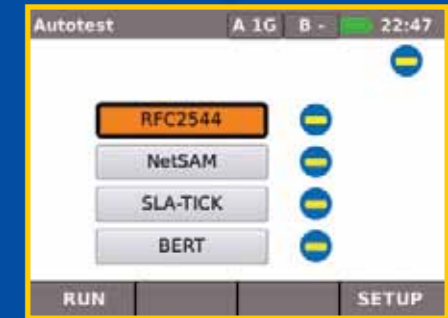 Autotest A 1G B - 22:47
RFC2544
NetSAM
SLA-TICK
BERT
RUN SETUP